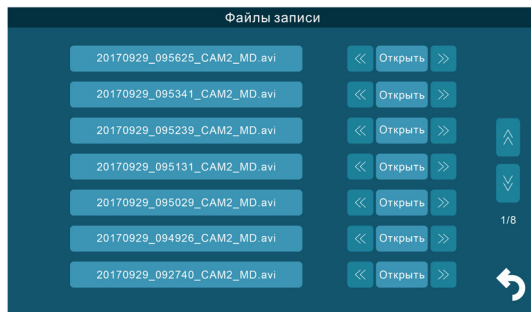 Файлы записи
20170929_095625_CAM2_MD.avi Открыть
20170929_095341_CAM2_MD.avi Открыть
20170929_095239_CAM2_MD.avi Открыть
20170929_095131_CAM2_MD.avi Открыть
20170929_095029_CAM2_MD.avi Открыть
20170929_094926_CAM2_MD.avi Открыть
20170929_092740_CAM2_MD.avi Открыть
1/8